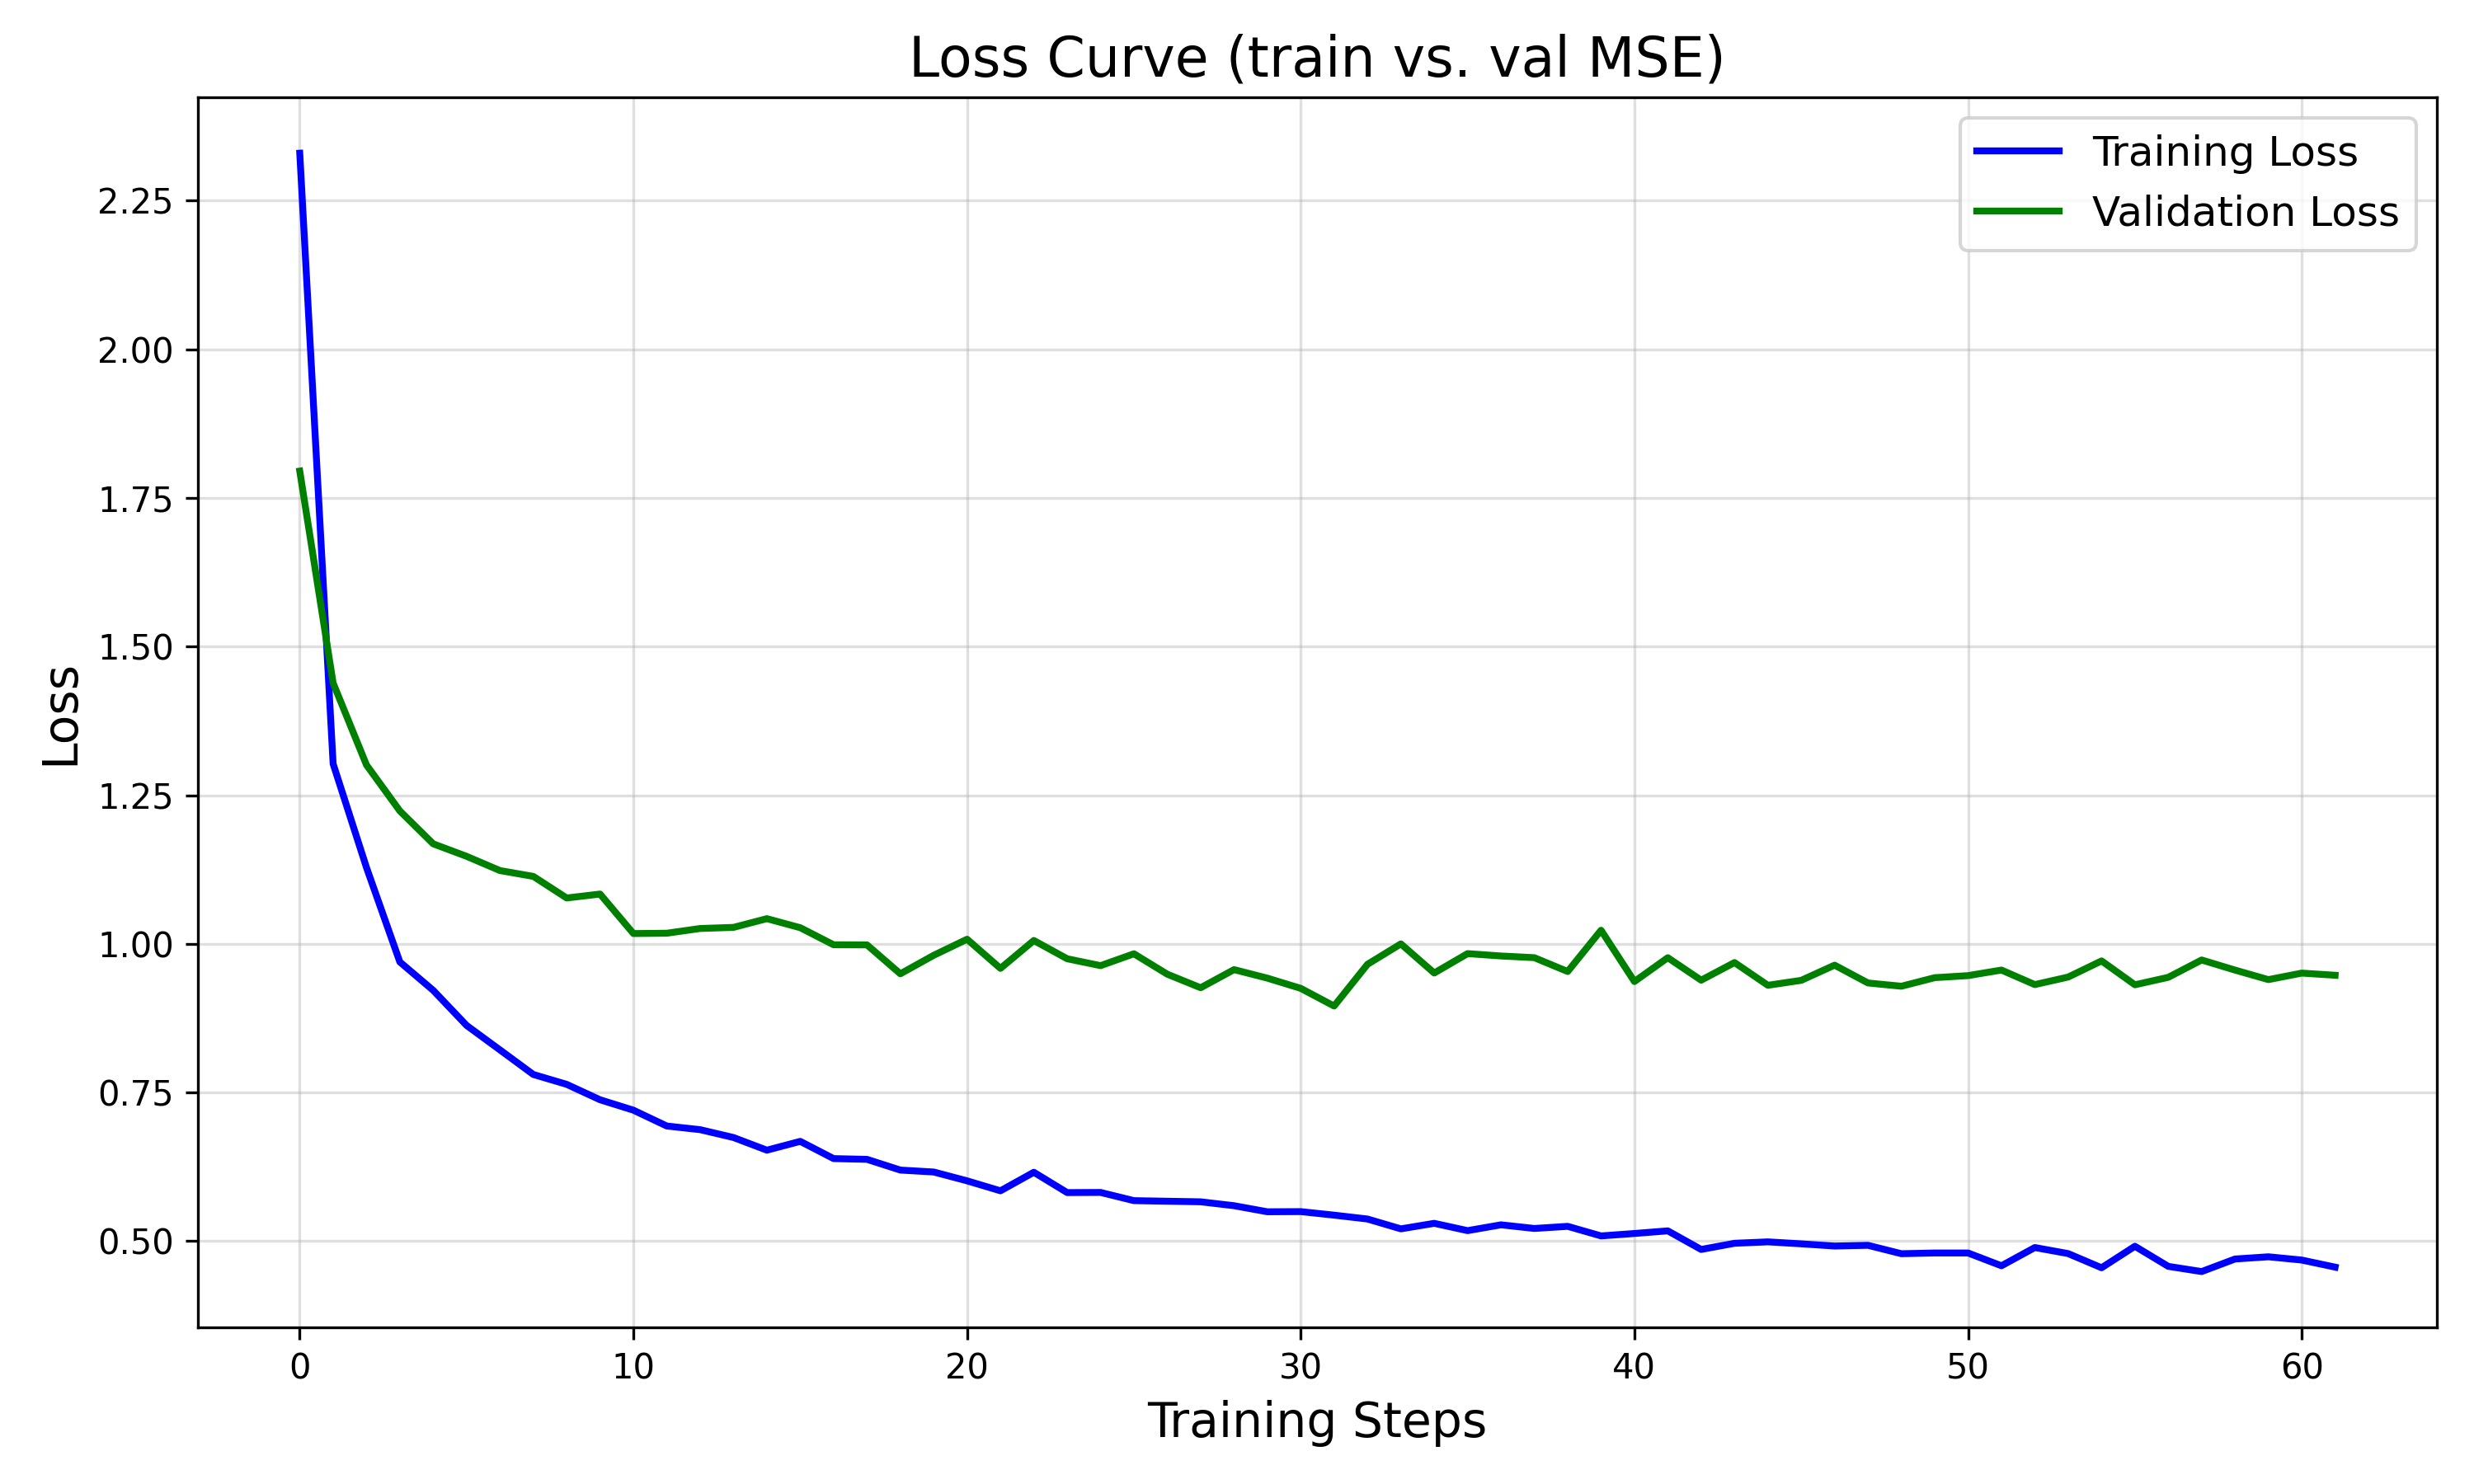 Loss Curve (train vs. val MSE)
Training Loss
Validation Loss
2.25
2.00
1.75
1.50
1.25
1.00
0.75
0.50
Loss
0 10 20 30 40 50 60
Training Steps